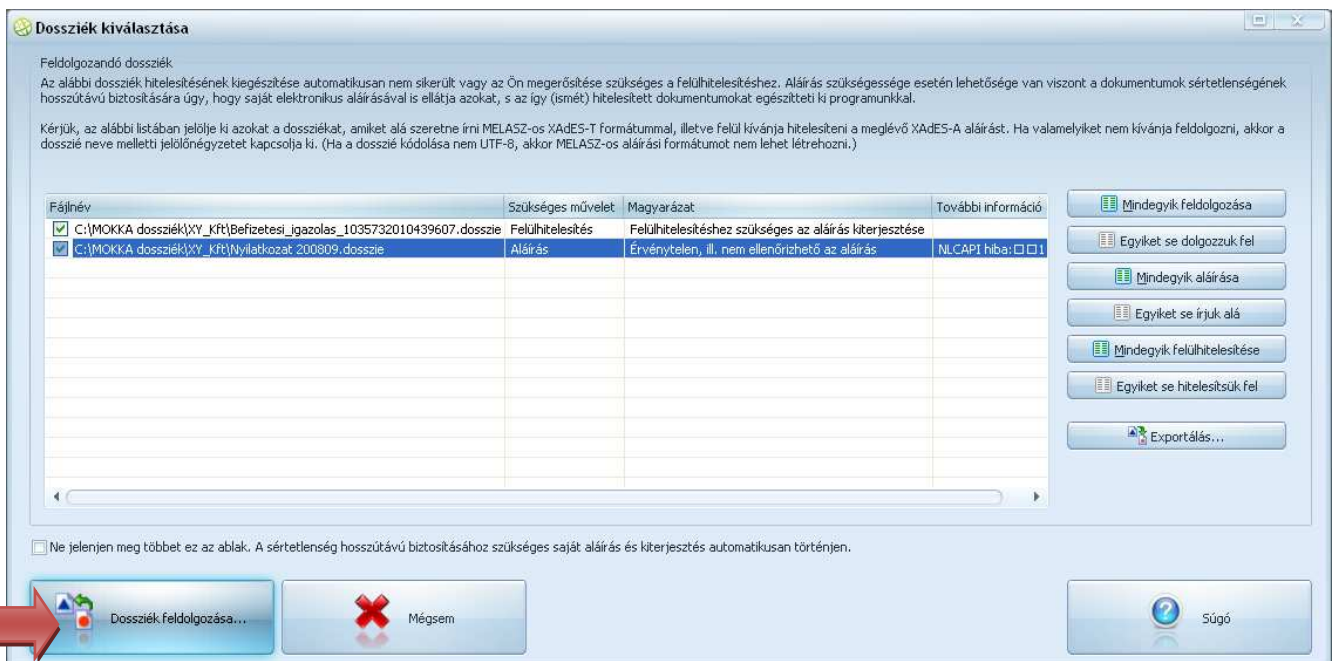 Dossziék kiválasztása
Feldolgozandó dossziék
Az alábbi dossziék hitelesítésének kiegészítése automatikusan nem sikerült vagy az Ön megerősítése szükséges a felülhitelesítéshez. Aláírás szükségessége esetén lehetősége van viszont a dokumentumok sértetlenségének
hosszútávú biztosítására úgy, hogy saját elektronikus aláírásával is ellátja azokat, s az így (ismét) hitelesített dokumentumokat egészítteti ki programunkkal.
Kérjük, az alábbi listában jelölje ki azokat a dossziékat, amiket alá szeretne írni MELASZ-os XAdES-T formátummal, illetve felül kívánja hitelesíteni a meglévő XAdES-A aláírást. Ha valamelyiket nem kívánja feldolgozni, akkor a
dosszié neve melletti jelölőnégyzetet kapcsolja ki. (Ha a dosszié kódolása nem UTF-8, akkor MELASZ-os aláírási formátumot nem lehet létrehozni.)
Fájlnév Szükséges művelet Magyarázat További információ
C:\MOKKA dossziék\XY_Kft\Befizetesi_igazolas_1035732010439607.dosszie Felülhitelesítés Felülhitelesítéshez szükséges az aláírás kiterjesztése
C:\MOKKA dossziék\XY_Kft\Nyilatkozat 200809.dosszie Aláírás Érvénytelen, ill. nem ellenőrizhető az aláírás NLCAPI hiba:□□1
Mindegyik feldolgozása
Egyiket se dolgozzuk fel
Mindegyik aláírása
Egyiket se írjuk alá
Mindegyik felülhitelesítése
Egyiket se hitelesítsük fel
Exportálás...
Ne jelenjen meg többet ez az ablak. A sértetlenség hosszútávú biztosításához szükséges saját aláírás és kiterjesztés automatikusan történjen.
Dossziék feldolgozása... Mégsem Súgó